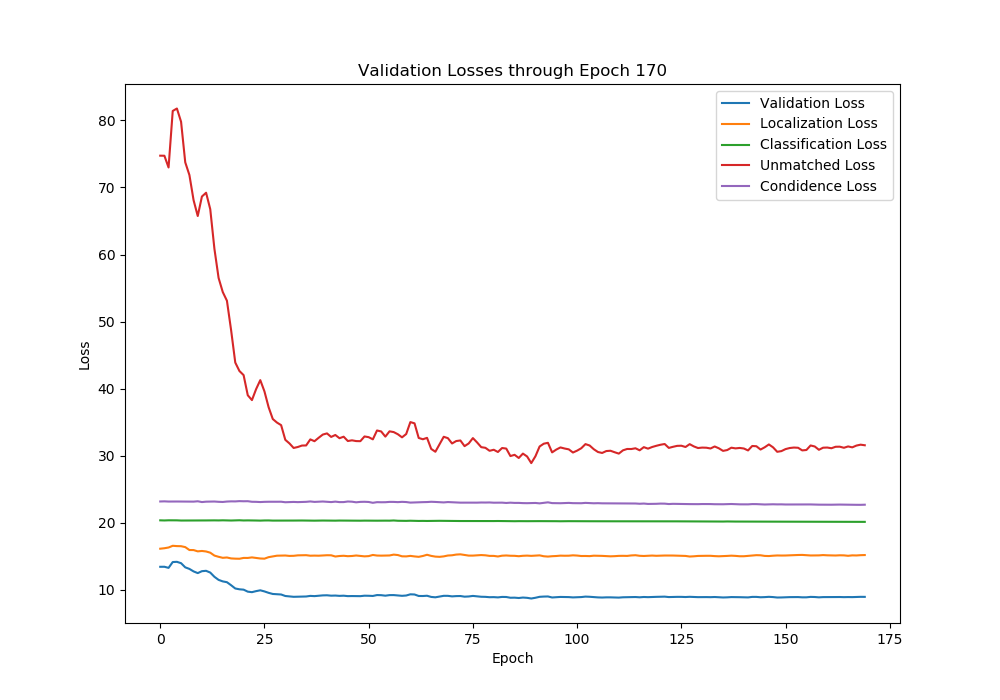 Validation Losses through Epoch 170
Validation Loss
Localization Loss
Classification Loss
Unmatched Loss
Condidence Loss
80
70
60
50
40
30
20
10
Loss
0 25 50 75 100 125 150 175
Epoch